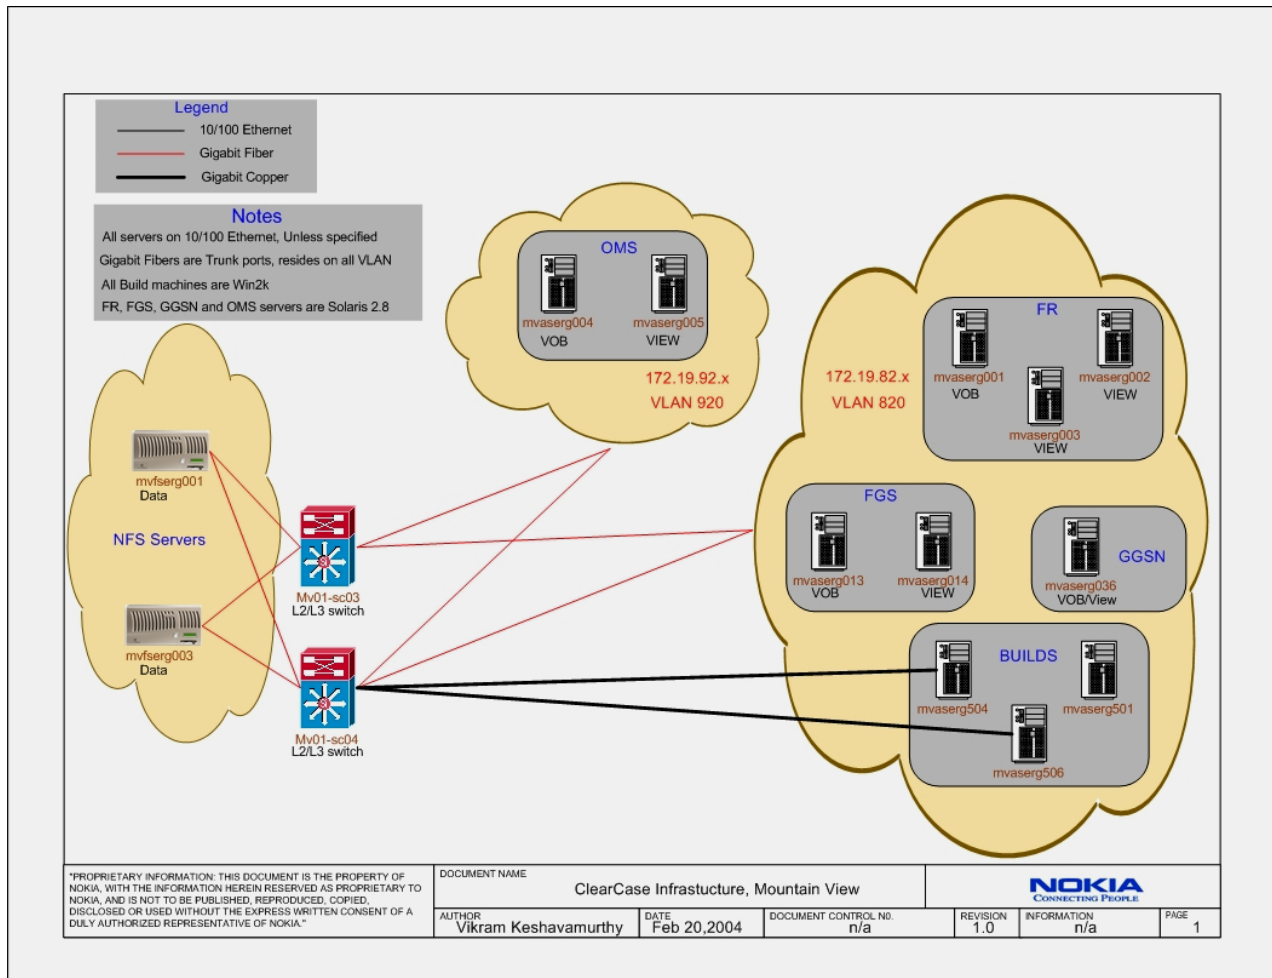 Legend
10/100 Ethernet
Gigabit Fiber
Gigabit Copper
Notes
All servers on 10/100 Ethernet, Unless specified
Gigabit Fibers are Trunk ports, resides on all VLAN
All Build machines are Win2k
FR, FGS, GGSN and OMS servers are Solaris 2.8
OMS
mvaserg004
VOB
mvaserg005
VIEW
172.19.92.x
VLAN 920
172.19.82.x
VLAN 820
FR
mvaserg001
VOB
mvaserg002
VIEW
mvaserg003
VIEW
mvfserg001
Data
NFS Servers
mvfserg003
Data
Mv01-sc03
L2/L3 switch
Mv01-sc04
L2/L3 switch
FGS
mvaserg013
VOB
mvaserg014
VIEW
GGSN
mvaserg036
VOB/View
BUILDS
mvaserg504
mvaserg501
mvaserg506
"PROPRIETARY INFORMATION: THIS DOCUMENT IS THE PROPERTY OF
NOKIA, WITH THE INFORMATION HEREIN RESERVED AS PROPRIETARY TO
NOKIA, AND IS NOT TO BE PUBLISHED, REPRODUCED, COPIED,
DISCLOSED OR USED WITHOUT THE EXPRESS WRITTEN CONSENT OF A
DULY AUTHORIZED REPRESENTATIVE OF NOKIA."
DOCUMENT NAME
ClearCase Infrastucture, Mountain View
NOKIA
CONNECTING PEOPLE
AUTHOR
Vikram Keshavamurthy
DATE
Feb 20,2004
DOCUMENT CONTROL N0.
n/a
REVISION
1.0
INFORMATION
n/a
PAGE
1